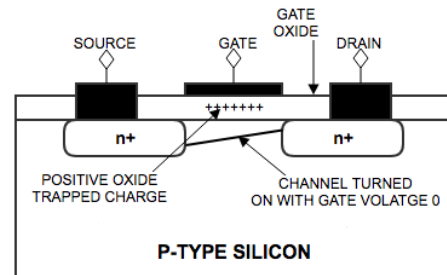 SOURCE
GATE
GATE
OXIDE
DRAIN
+++++++
n+
n+
POSITIVE OXIDE
TRAPPED CHARGE
CHANNEL TURNED
ON WITH GATE VOLATGE 0
P-TYPE SILICON